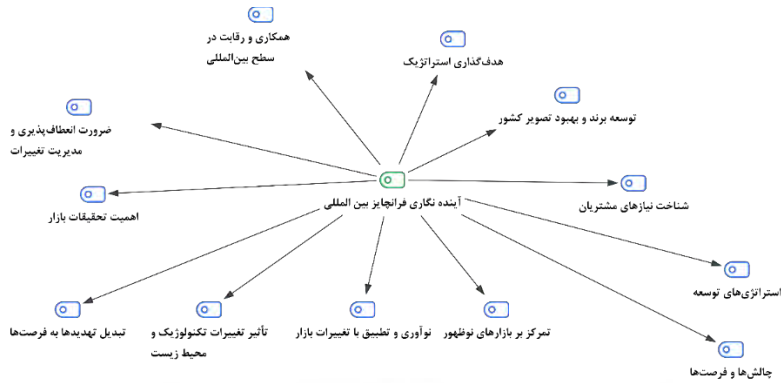 همکاری و رقابت در
سطح بین‌المللی
هدف‌گذاری استراتژیک
توسعه برند و بهبود تصویر کشور
ضرورت انعطاف‌پذیری و
مدیریت تغییرات
شناخت نیازهای مشتریان
آینده نگاری فرانچایز بین المللی
اهمیت تحقیقات بازار
استراتژی‌های توسعه
تمرکز بر بازارهای نوظهور
نوآوری و تطبیق با تغییرات بازار
تأثیر تغییرات تکنولوژیک و
محیط زیست
تبدیل تهدیدها به فرصت‌ها
چالش‌ها و فرصت‌ها